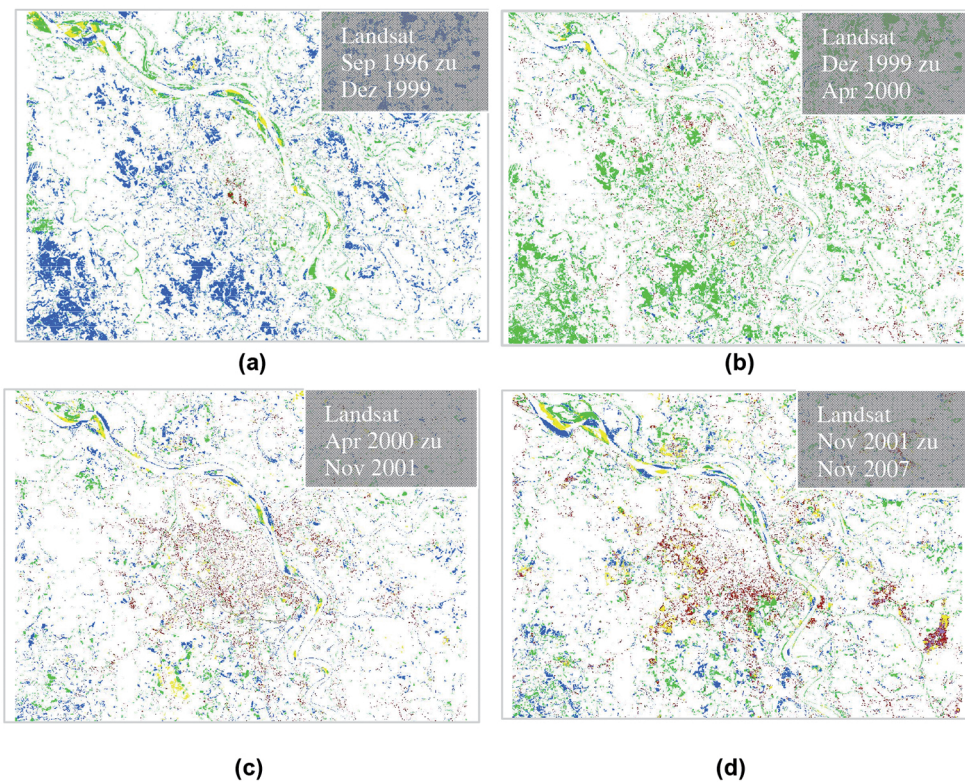 Landsat
Sep 1996 zu
Dez 1999
Landsat
Dez 1999 zu
Apr 2000
(a)
(b)
Landsat
Apr 2000 zu
Nov 2001
Landsat
Nov 2001 zu
Nov 2007
(c)
(d)